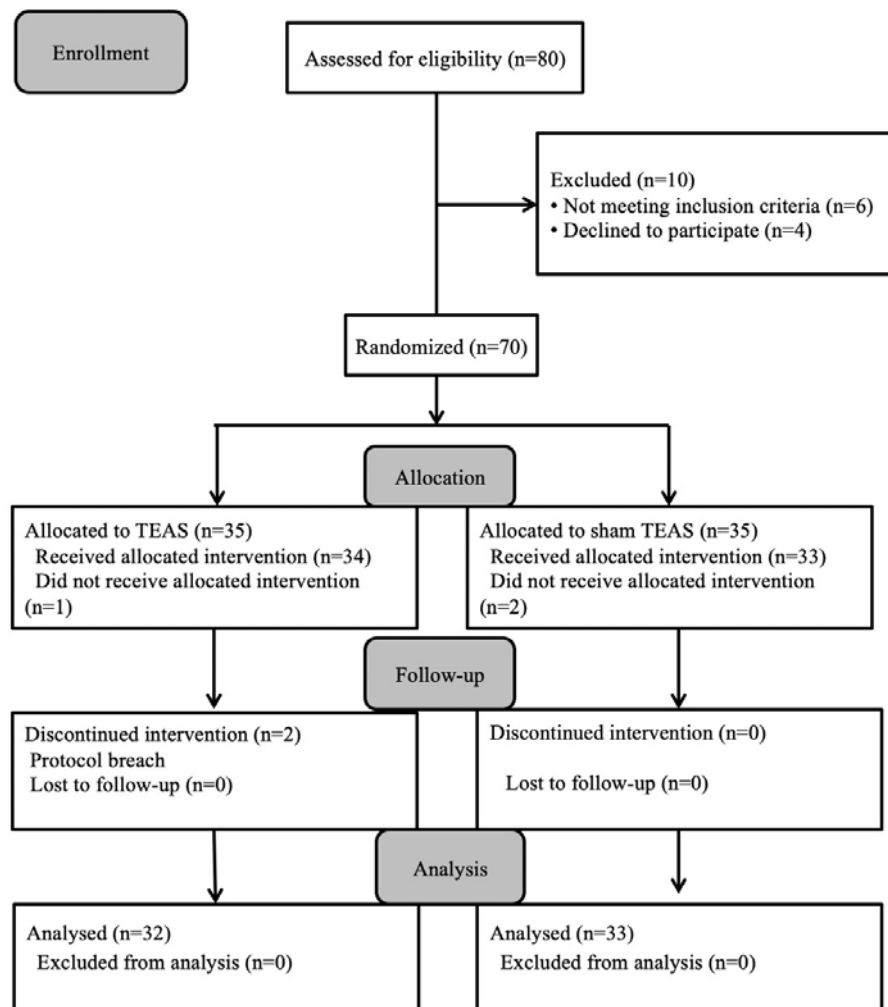 Enrollment
Assessed for eligibility (n=80)
Excluded (n=10)
• Not meeting inclusion criteria (n=6)
• Declined to participate (n=4)
Randomized (n=70)
Allocation
Allocated to TEAS (n=35)
Received allocated intervention (n=34)
Did not receive allocated intervention
(n=1)
Allocated to sham TEAS (n=35)
Received allocated intervention (n=33)
Did not receive allocated intervention
(n=2)
Follow-up
Discontinued intervention (n=2)
Protocol breach
Lost to follow-up (n=0)
Discontinued intervention (n=0)
Lost to follow-up (n=0)
Analysis
Analysed (n=32)
Excluded from analysis (n=0)
Analysed (n=33)
Excluded from analysis (n=0)